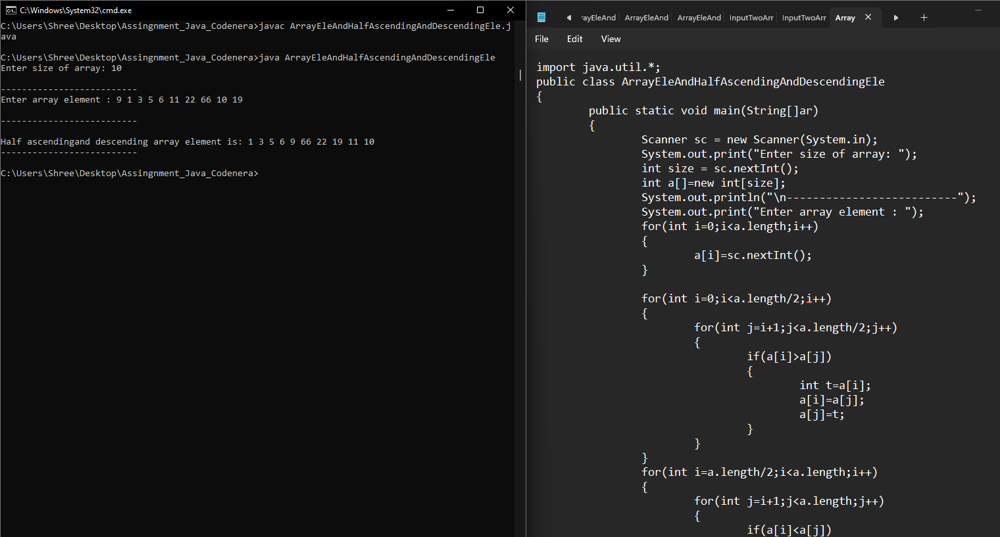 C:\Windows\System32\cmd.exe
C:\Users\Shree\Desktop\Assingnment_Java_Codenera>javac ArrayEleAndHalfAscendingAndDescendingEle.j
ava
C:\Users\Shree\Desktop\Assingnment_Java_Codenera>java ArrayEleAndHalfAscendingAndDescendingEle
Enter size of array: 10
--------------------------
Enter array element : 9 1 3 5 6 11 22 66 10 19
--------------------------
Half ascendingand descending array element is: 1 3 5 6 9 66 22 19 11 10
--------------------------
C:\Users\Shree\Desktop\Assingnment_Java_Codenera>
rayEleAnd ArrayEleAnd ArrayEleAnd InputTwoArr InputTwoArr Array
File Edit View
import java.util.*;
public class ArrayEleAndHalfAscendingAndDescendingEle
{
public static void main(String[]ar)
{
Scanner sc = new Scanner(System.in);
System.out.print("Enter size of array: ");
int size = sc.nextInt();
int a[]=new int[size];
System.out.println("\n--------------------------");
System.out.print("Enter array element : ");
for(int i=0;i<a.length;i++)
{
a[i]=sc.nextInt();
}
for(int i=0;i<a.length/2;i++)
{
for(int j=i+1;j<a.length/2;j++)
{
if(a[i]>a[j])
{
int t=a[i];
a[i]=a[j];
a[j]=t;
}
}
}
for(int i=a.length/2;i<a.length;i++)
{
for(int j=i+1;j<a.length;j++)
{
if(a[i]<a[j])